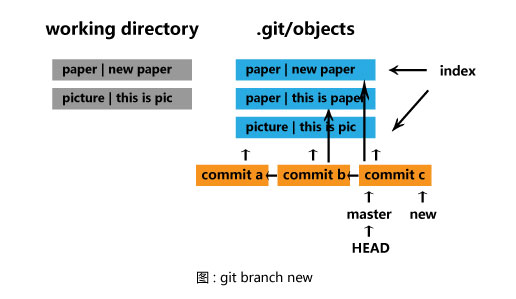 working directory
.git/objects
paper | new paper
picture | this is pic
paper | new paper
paper | this is paper
picture | this is pic
index
commit a
commit b
commit c
master
new
HEAD
图 : git branch new